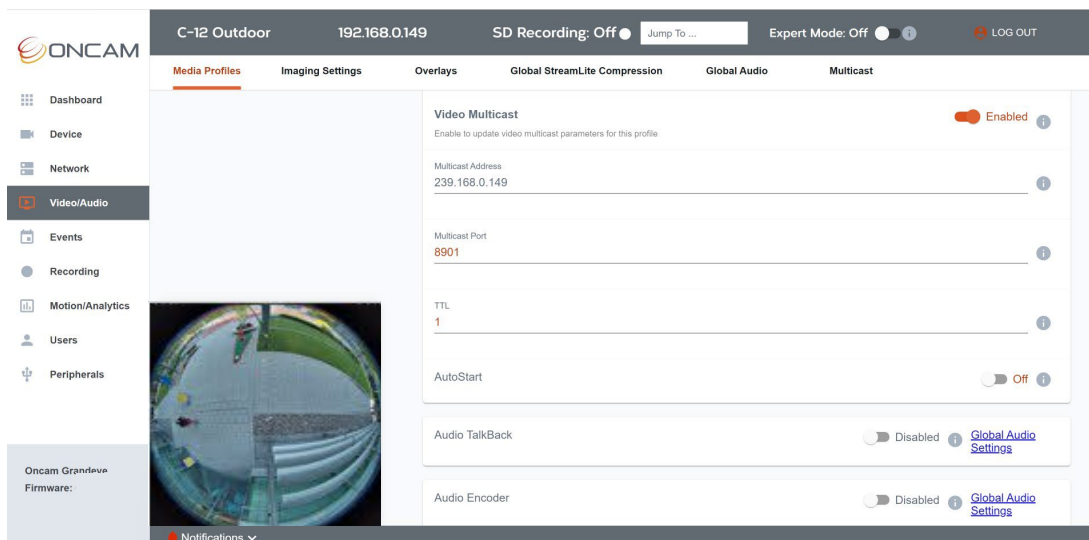 ONCAM
C-12 Outdoor
192.168.0.149
SD Recording: Off
Jump To ...
Expert Mode: Off
LOG OUT
Media Profiles
Imaging Settings
Overlays
Global StreamLite Compression
Global Audio
Multicast
Dashboard
Device
Network
Video/Audio
Events
Recording
Motion/Analytics
Users
Peripherals
Oncam Grandeye
Firmware:
Video Multicast
Enabled
Enable to update video multicast parameters for this profile
Multicast Address
239.168.0.149
Multicast Port
8901
TTL
1
AutoStart
Off
Audio TalkBack
Disabled
Global Audio
Settings
Audio Encoder
Disabled
Global Audio
Settings
Notifications